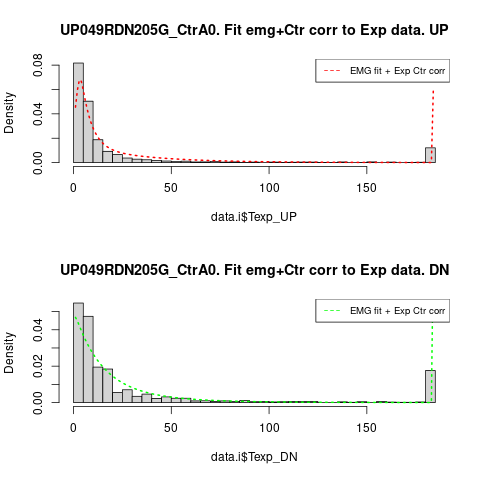 UP049RDN205G_CtrA0. Fit emg+Ctr corr to Exp data. UP
EMG fit + Exp Ctr corr
Density
0.00 0.04 0.08
0 50 100 150
data.i$Texp_UP
UP049RDN205G_CtrA0. Fit emg+Ctr corr to Exp data. DN
EMG fit + Exp Ctr corr
Density
0.00 0.02 0.04
0 50 100 150
data.i$Texp_DN